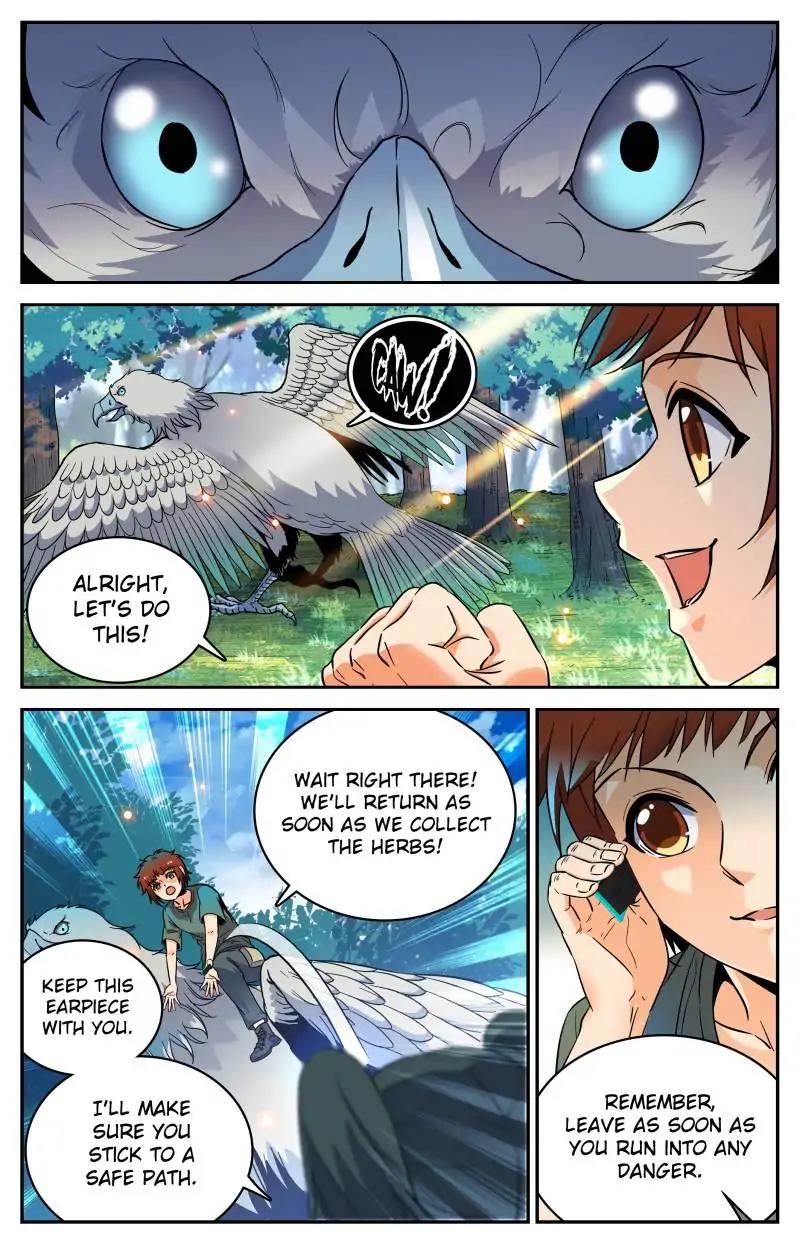 CAW!
ALRIGHT,
LET'S DO
THIS!
WAIT RIGHT THERE!
WE'LL RETURN AS
SOON AS WE COLLECT
THE HERBS!
KEEP THIS
EARPIECE
WITH YOU.
I'LL MAKE
SURE YOU
STICK TO A
SAFE PATH.
REMEMBER,
LEAVE AS SOON AS
YOU RUN INTO ANY
DANGER.